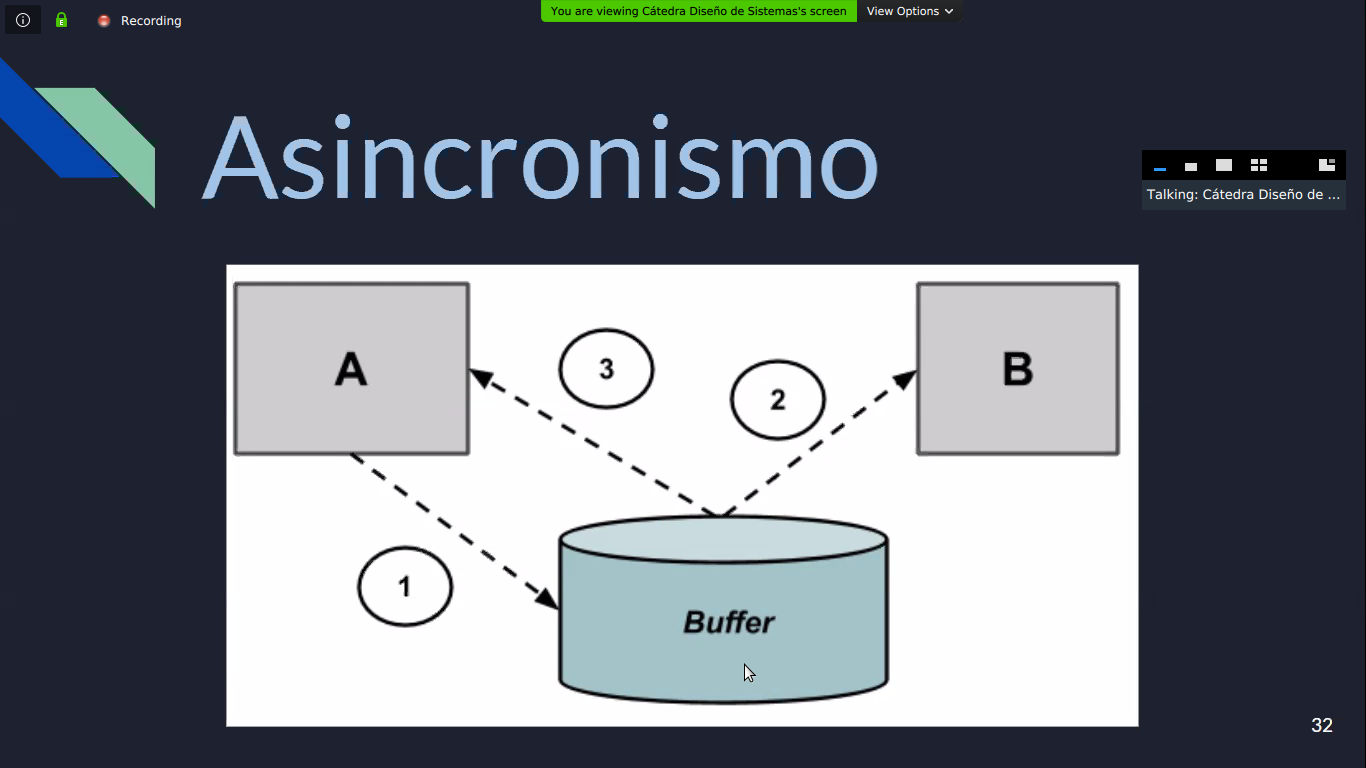 Recording
You are viewing Cátedra Diseño de Sistemas's screen
View Options
Asincronismo
Talking: Cátedra Diseño de ...
A
3
2
B
1
Buffer
32